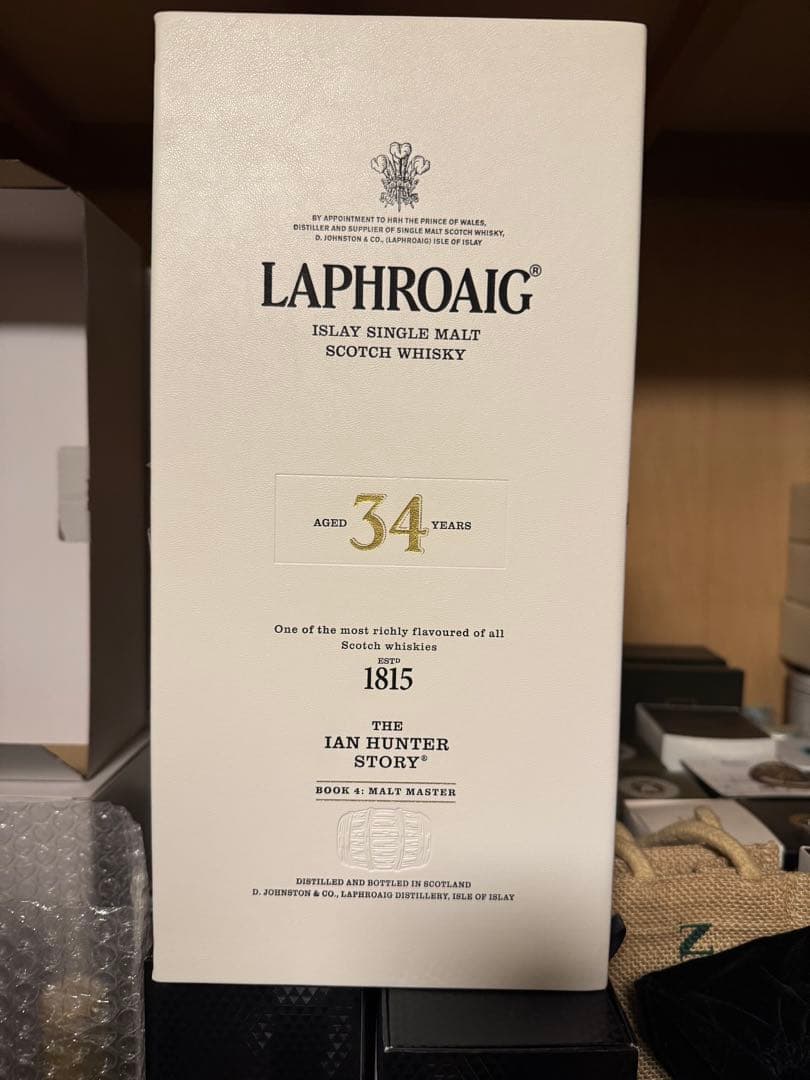 BY APPOINTMENT TO HRH THE PRINCE OF WALES,
DISTILLER AND SUPPLIER OF SINGLE MALT SCOTCH WHISKY,
D. JOHNSTON & CO., (LAPHROAIG) ISLE OF ISLAY
LAPHROAIG®
ISLAY SINGLE MALT
SCOTCH WHISKY
AGED 34 YEARS
One of the most richly flavoured of all
Scotch whiskies
ESTD
1815
THE
IAN HUNTER
STORY®
BOOK 4: MALT MASTER
DISTILLED AND BOTTLED IN SCOTLAND
D. JOHNSTON & CO., LAPHROAIG DISTILLERY, ISLE OF ISLAY